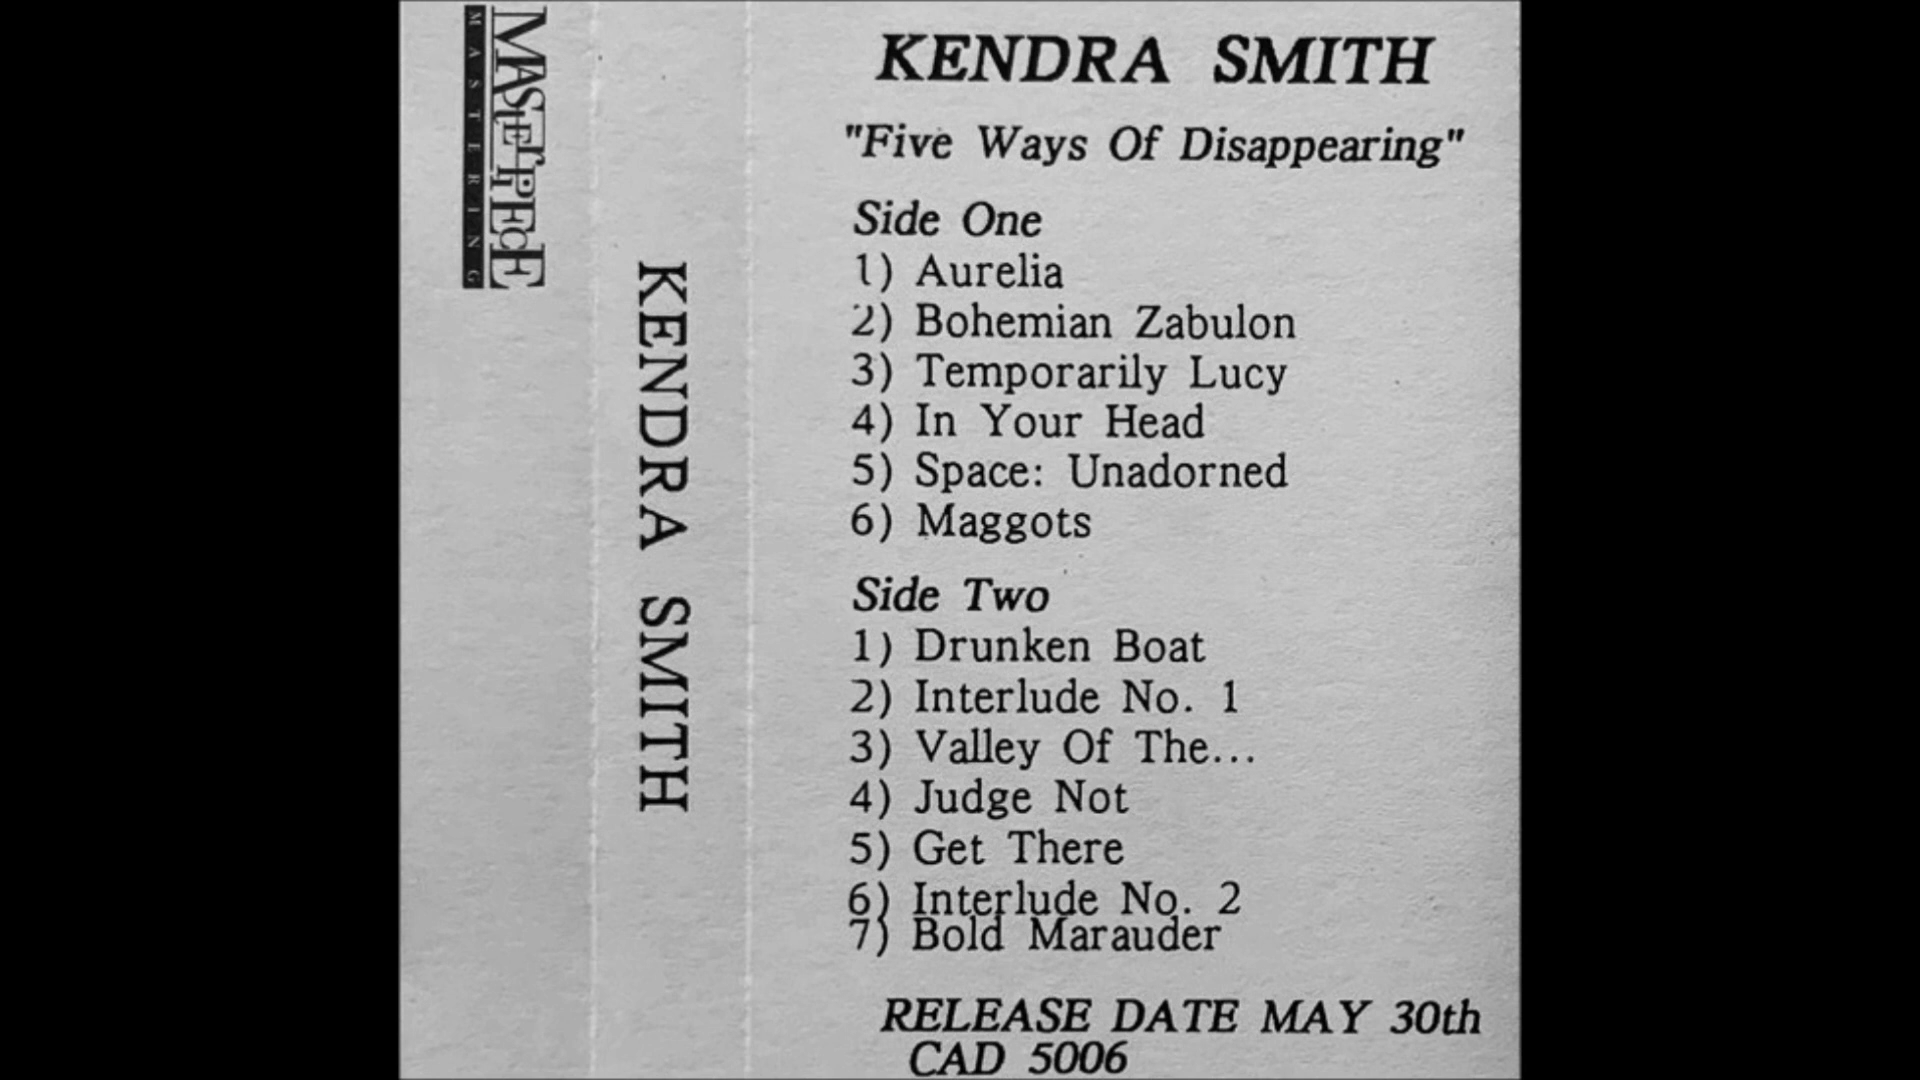 MASterPiECE
MASTERING
KENDRA SMITH
KENDRA SMITH
"Five Ways Of Disappearing"
Side One
1) Aurelia
2) Bohemian Zabulon
3) Temporarily Lucy
4) In Your Head
5) Space: Unadorned
6) Maggots
Side Two
1) Drunken Boat
2) Interlude No. 1
3) Valley Of The...
4) Judge Not
5) Get There
6) Interlude No. 2
7) Bold Marauder
RELEASE DATE MAY 30th
CAD 5006